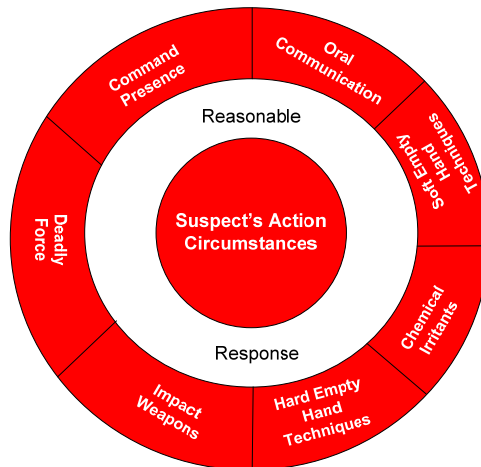 Command
Presence
Oral
Communication
Soft Empty
Hand
Techniques
Chemical
Irritants
Hard Empty
Hand
Techniques
Impact
Weapons
Deadly
Force
Reasonable
Suspect's Action
Circumstances
Response